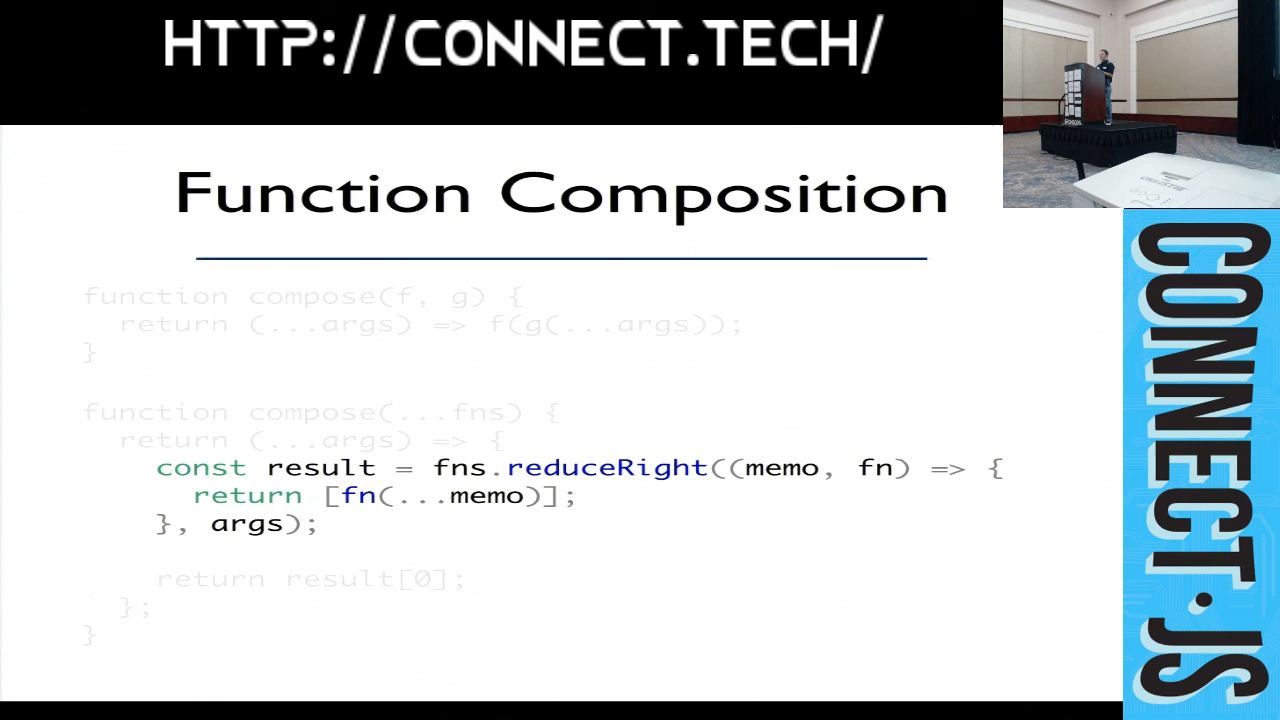 HTTP://CONNECT.TECH/
Function Composition
function compose(f, g) {
  return (...args) => f(g(...args));
}
function compose(...fns) {
  return (...args) => {
    const result = fns.reduceRight((memo, fn) => {
      return [fn(...memo)];
    }, args);
    return result[0];
  };
}
CHRISTIE
CONNECT.JS